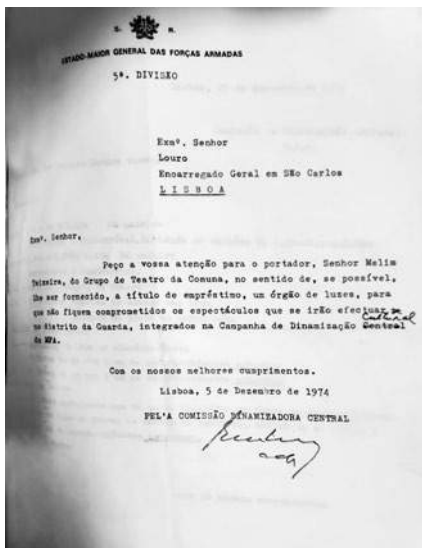 S. R.
ESTADO-MAIOR GENERAL DAS FORÇAS ARMADAS
5ª. DIVISÃO
Exmº. Senhor
Louro
Encarregado Geral em São Carlos
LISBOA
Exmº. Senhor,
Peço a vossa atenção para o portador, Senhor Melim
Teixeira, do Grupo de Teatro da Comuna, no sentido de, se possível,
lhe ser fornecido, a título de empréstimo, um órgão de luzes, para
que não fiquem comprometidos os espectáculos que se irão efectuar
Cultural
no distrito da Guarda, integrados na Campanha de Dinamização Central
do MFA.
Com os nossos melhores cumprimentos.
Lisboa, 5 de Dezembro de 1974
PEL'A COMISSÃO DINAMIZADORA CENTRAL